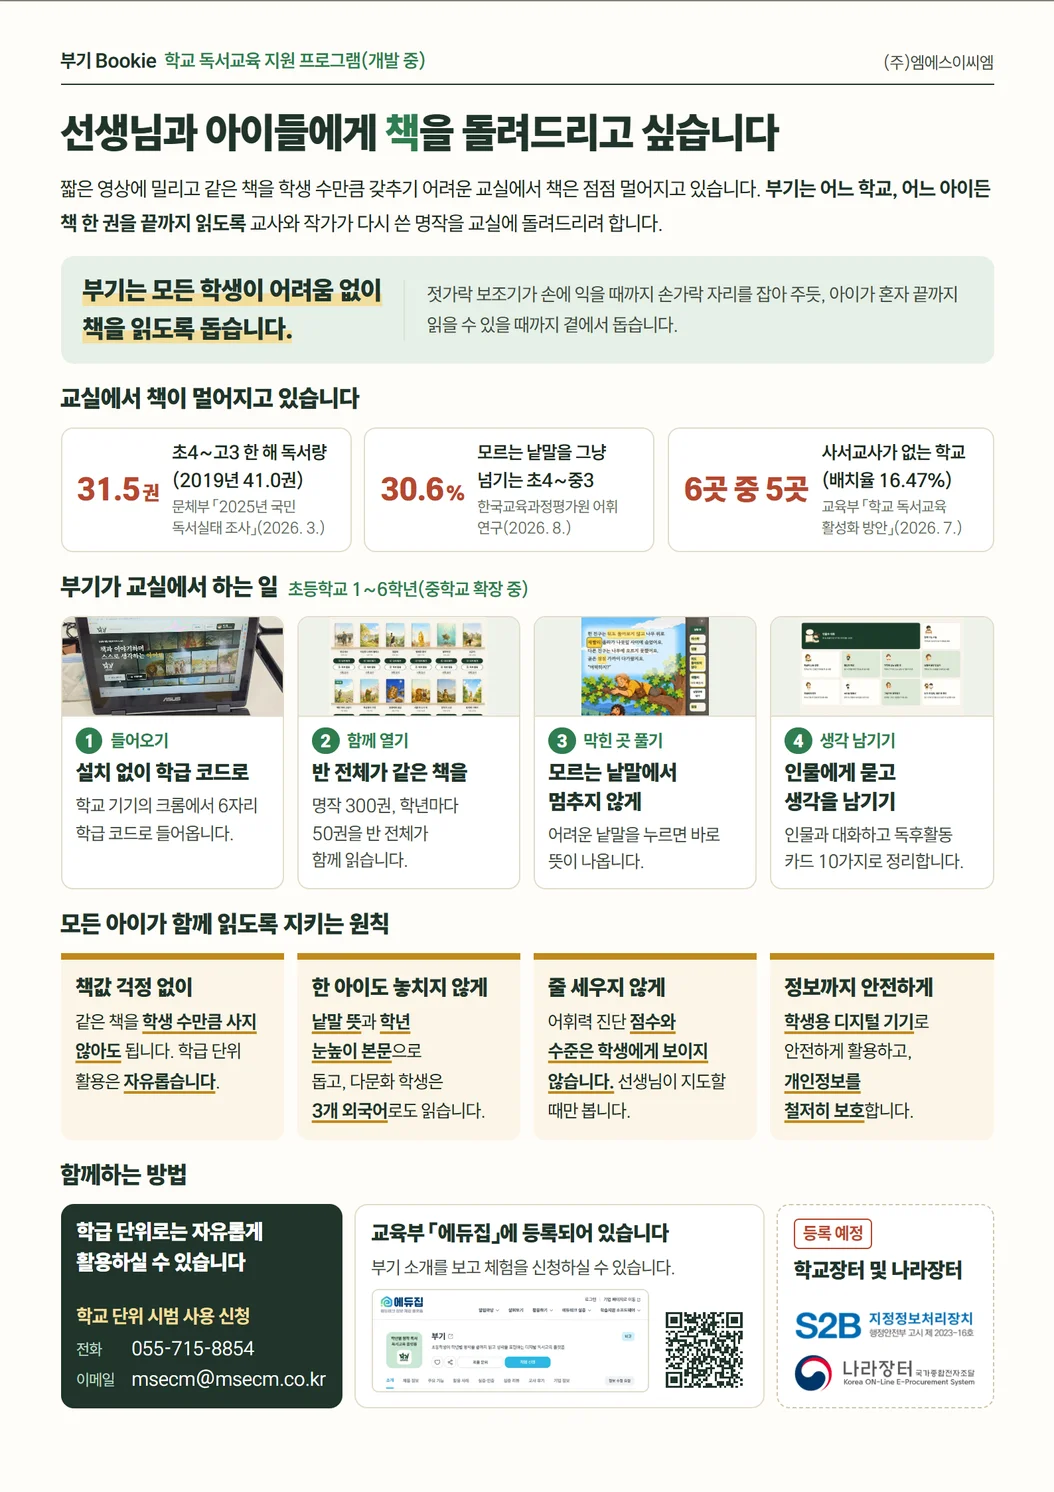 부기 Bookie 학교 독서교육 지원 프로그램(개발 중)
(주)엠에스이씨엠
선생님과 아이들에게 책을 돌려드리고 싶습니다
짧은 영상에 밀리고 같은 책을 학생 수만큼 갖추기 어려운 교실에서 책은 점점 멀어지고 있습니다. 부기는 어느 학교, 어느 아이든
책 한 권을 끝까지 읽도록 교사와 작가가 다시 쓴 명작을 교실에 돌려드리려 합니다.
부기는 모든 학생이 어려움 없이
책을 읽도록 돕습니다.
젓가락 보조기가 손에 익을 때까지 손가락 자리를 잡아 주듯, 아이가 혼자 끝까지
읽을 수 있을 때까지 곁에서 돕습니다.
교실에서 책이 멀어지고 있습니다
31.5권
초4~고3 한 해 독서량
(2019년 41.0권)
문체부 「2025년 국민
독서실태 조사」(2026. 3.)
30.6%
모르는 낱말을 그냥
넘기는 초4~중3
한국교육과정평가원 어휘
연구(2026. 8.)
6곳 중 5곳
사서교사가 없는 학교
(배치율 16.47%)
교육부 「학교 독서교육
활성화 방안」(2026. 7.)
부기가 교실에서 하는 일 초등학교 1~6학년(중학교 확장 중)
책과 이야기하며
스스로 생각하는
ASUS
1 들어오기
설치 없이 학급 코드로
학교 기기의 크롬에서 6자리
학급 코드로 들어옵니다.
2 함께 열기
반 전체가 같은 책을
명작 300권, 학년마다
50권을 반 전체가
함께 읽습니다.
3 막힌 곳 풀기
모르는 낱말에서
멈추지 않게
어려운 낱말을 누르면 바로
뜻이 나옵니다.
4 생각 남기기
인물에게 묻고
생각을 남기기
인물과 대화하고 독후활동
카드 10가지로 정리합니다.
모든 아이가 함께 읽도록 지키는 원칙
책값 걱정 없이
같은 책을 학생 수만큼 사지
않아도 됩니다. 학급 단위
활용은 자유롭습니다.
한 아이도 놓치지 않게
낱말 뜻과 학년
눈높이 본문으로
돕고, 다문화 학생은
3개 외국어로도 읽습니다.
줄 세우지 않게
어휘력 진단 점수와
수준은 학생에게 보이지
않습니다. 선생님이 지도할
때만 봅니다.
정보까지 안전하게
학생용 디지털 기기로
안전하게 활용하고,
개인정보를
철저히 보호합니다.
함께하는 방법
학급 단위로는 자유롭게
활용하실 수 있습니다
학교 단위 시범 사용 신청
전화 055-715-8854
이메일 msecm@msecm.co.kr
교육부 「에듀집」에 등록되어 있습니다
부기 소개를 보고 체험을 신청하실 수 있습니다.
에듀집
부기
등록 예정
학교장터 및 나라장터
S2B 지정정보처리장치
행정안전부 고시 제 2023-16호
나라장터 국가종합전자조달
Korea ON-Line E-Procurement System